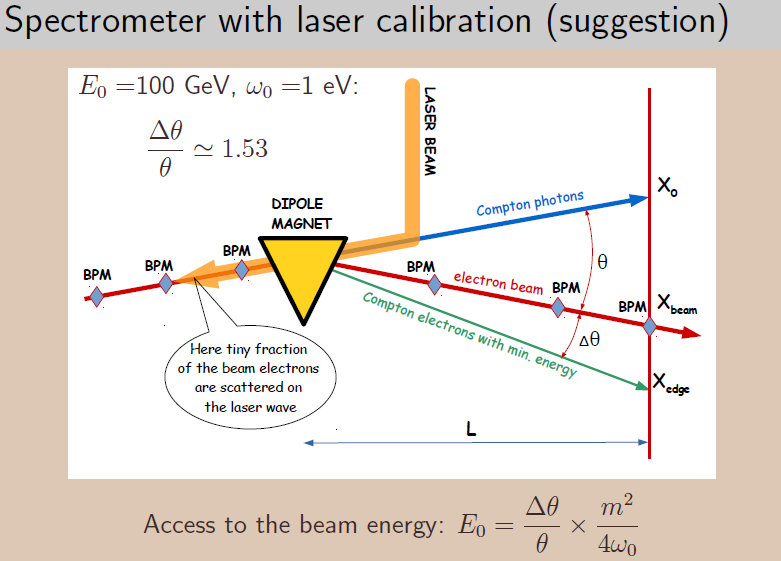 Spectrometer with laser calibration (suggestion)
E₀ =100 GeV, ω₀ =1 eV:
Δθ/θ ≃ 1.53
LASER BEAM
DIPOLE
MAGNET
Compton photons
X₀
BPM
BPM
BPM
BPM
electron beam
BPM
BPM
X_beam
θ
Δθ
Compton electrons with min. energy
X_edge
Here tiny fraction
of the beam electrons
are scattered on
the laser wave
L
Access to the beam energy: E₀ = Δθ/θ × m²/4ω₀